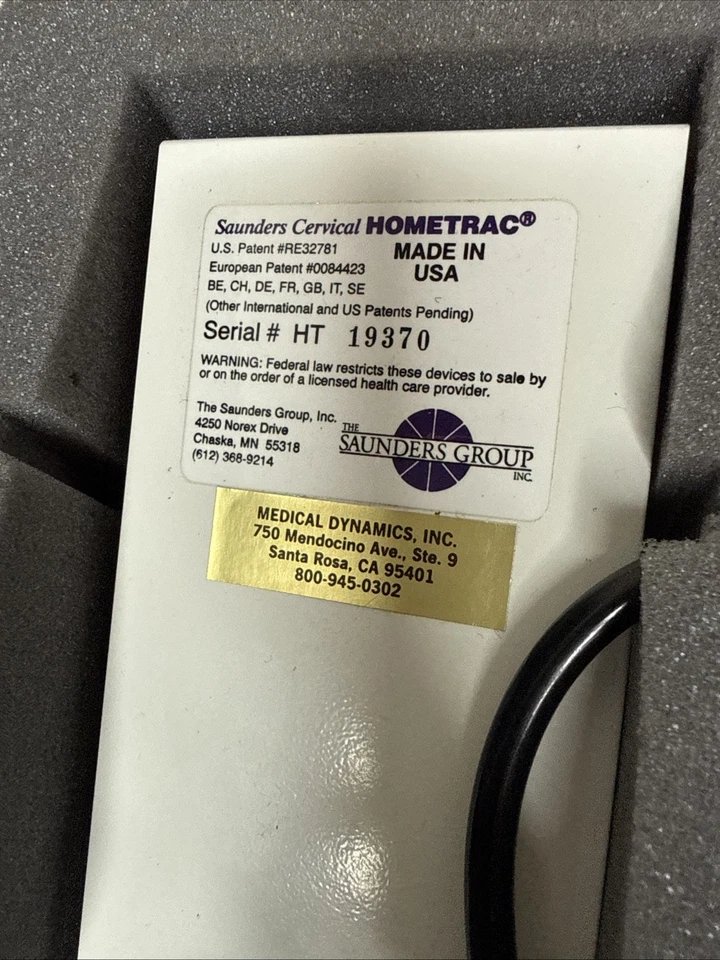 Saunders Cervical HOMETRAC®
U.S. Patent #RE32781
MADE IN
USA
European Patent #0084423
BE, CH, DE, FR, GB, IT, SE
(Other International and US Patents Pending)
Serial # HT 19370
WARNING: Federal law restricts these devices to sale by
or on the order of a licensed health care provider.
The Saunders Group, Inc.
4250 Norex Drive
Chaska, MN 55318
(612) 368-9214
THE
SAUNDERS GROUP
INC.
MEDICAL DYNAMICS, INC.
750 Mendocino Ave., Ste. 9
Santa Rosa, CA 95401
800-945-0302